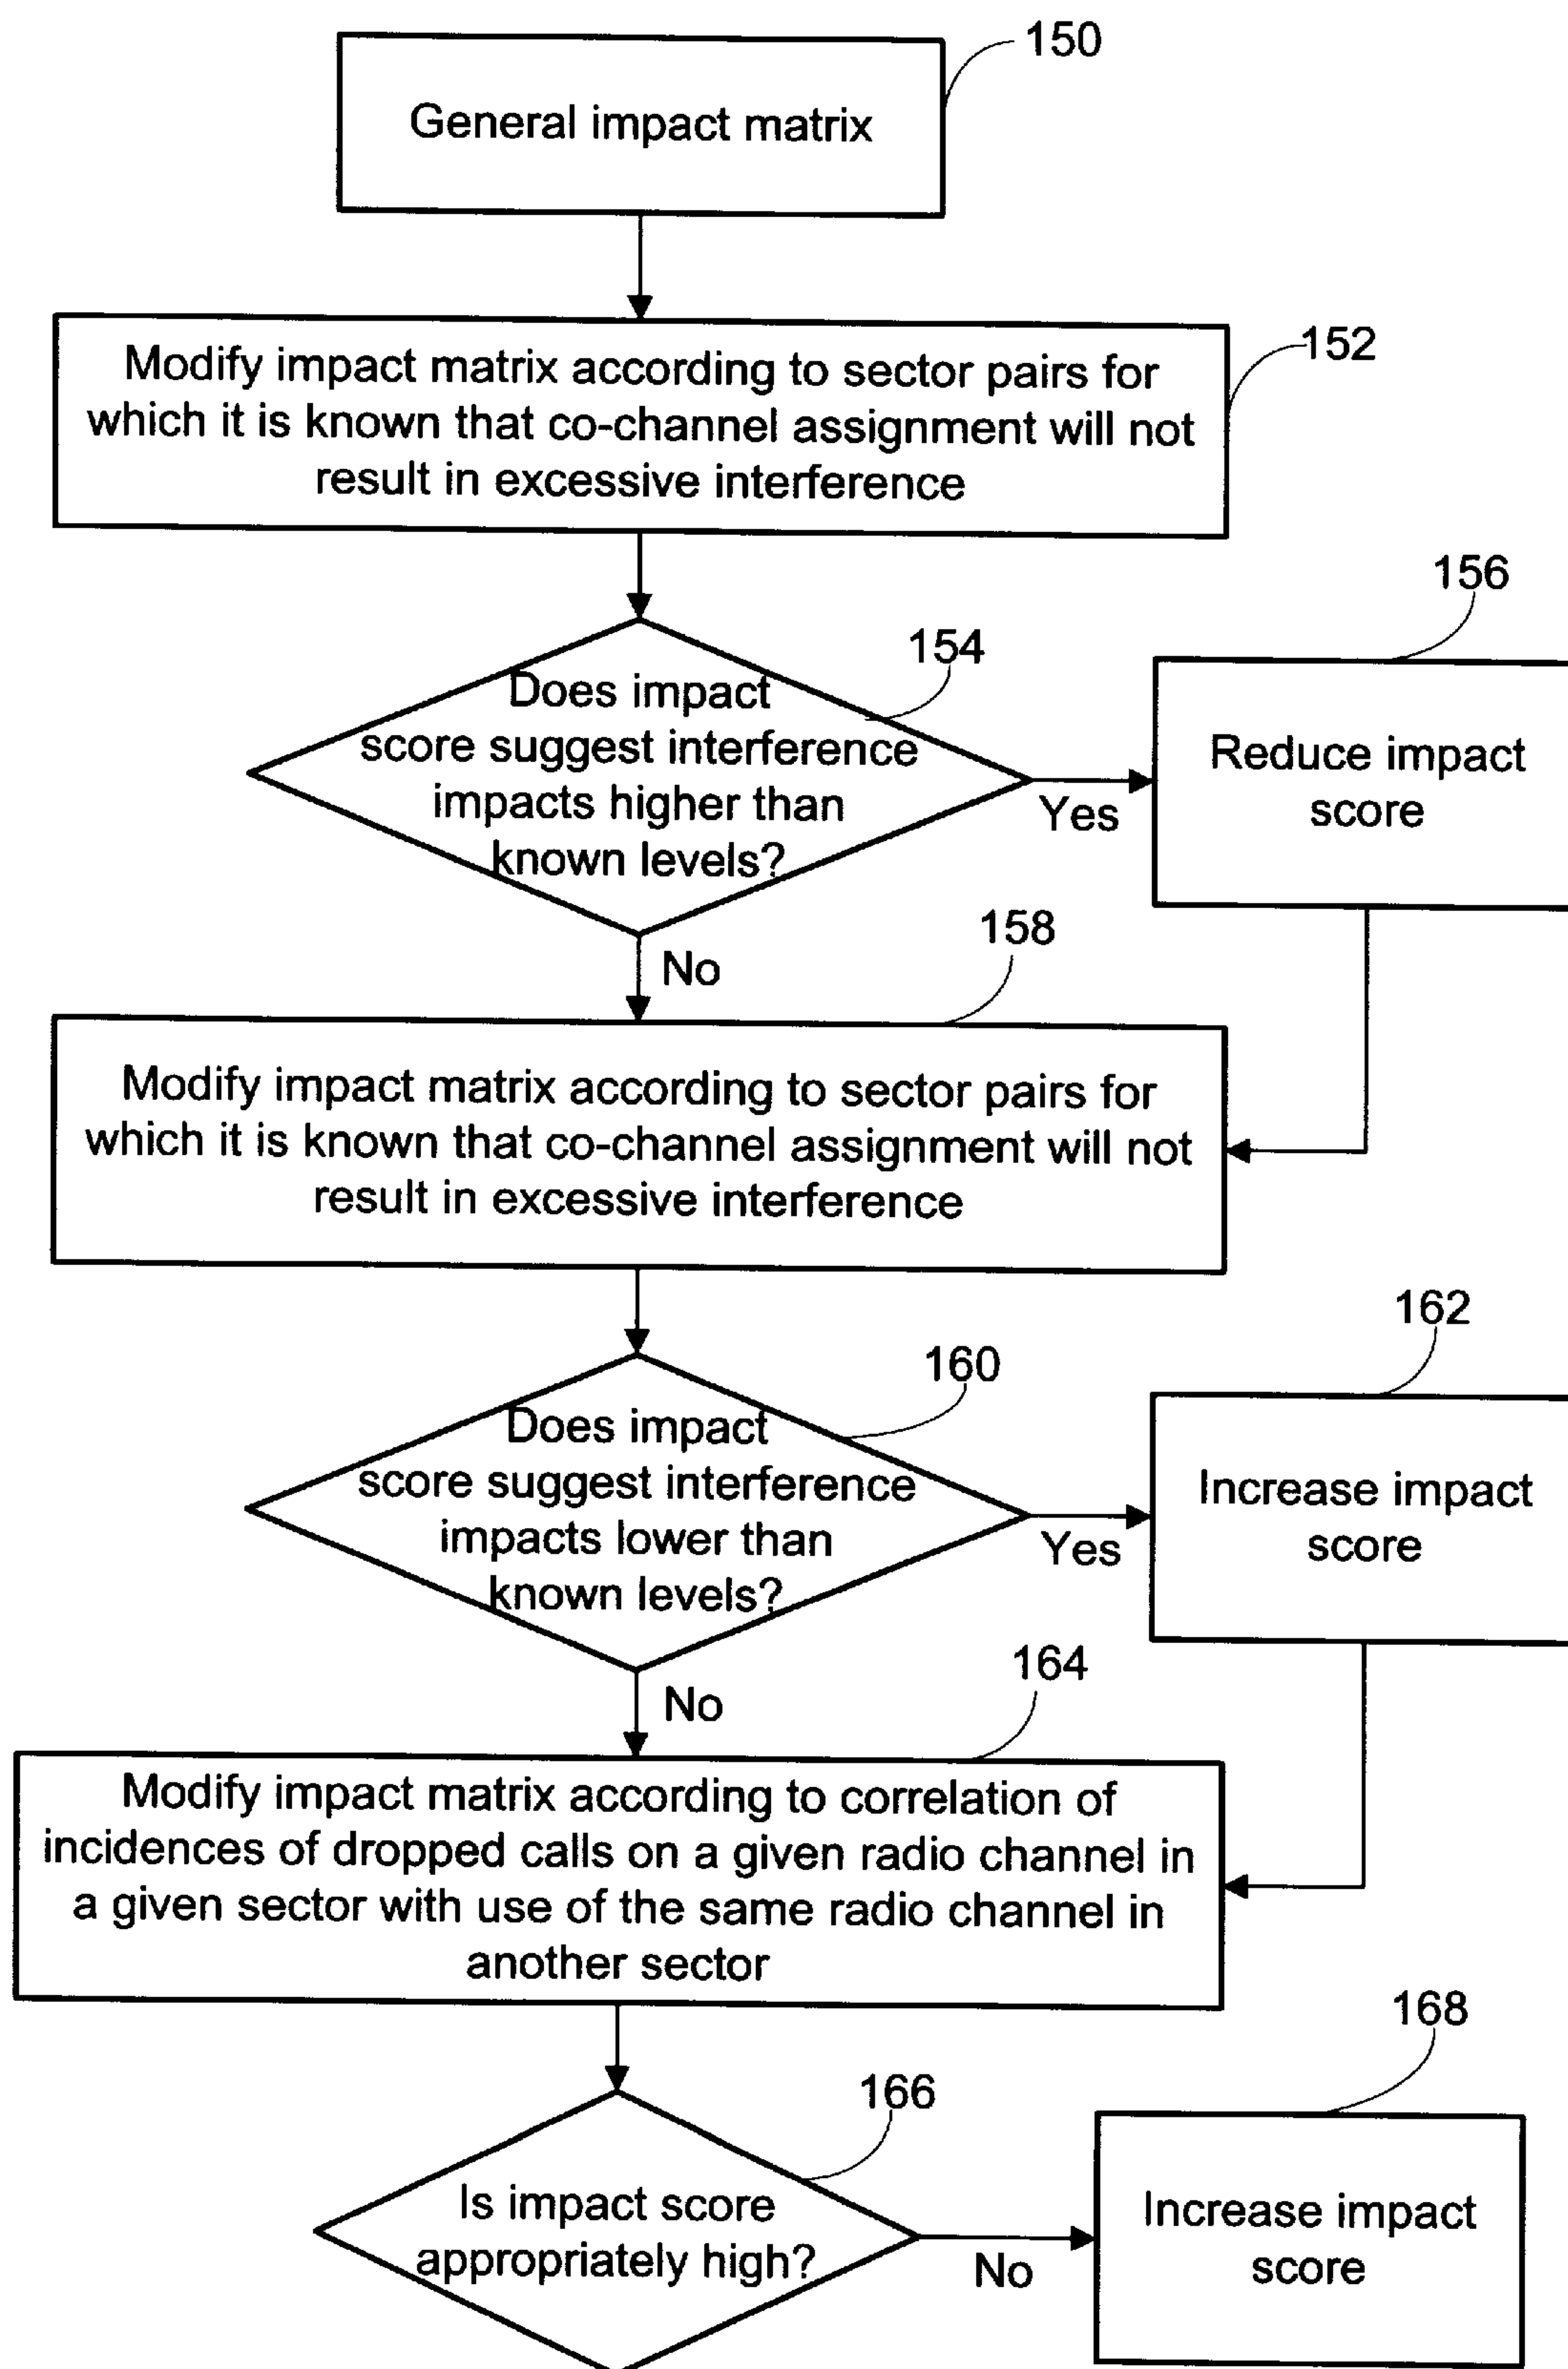 150
General impact matrix
152
Modify impact matrix according to sector pairs for
which it is known that co-channel assignment will not
result in excessive interference
154
Does impact
score suggest interference
impacts higher than
known levels?
Yes
156
Reduce impact
score
No
158
Modify impact matrix according to sector pairs for
which it is known that co-channel assignment will not
result in excessive interference
160
Does impact
score suggest interference
impacts lower than
known levels?
Yes
162
Increase impact
score
No
164
Modify impact matrix according to correlation of
incidences of dropped calls on a given radio channel in
a given sector with use of the same radio channel in
another sector
166
Is impact score
appropriately high?
No
168
Increase impact
score